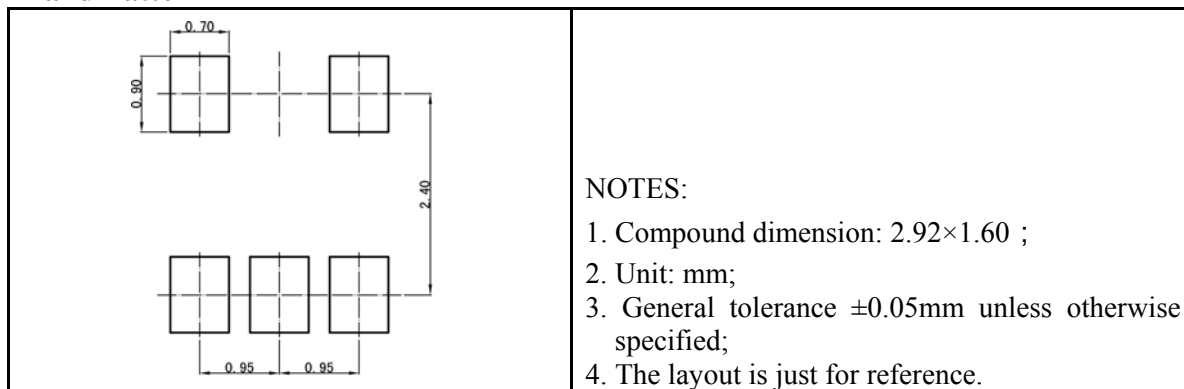 0.70
0.90
2.40
0.95 0.95
NOTES:
1. Compound dimension: 2.92×1.60 ;
2. Unit: mm;
3. General tolerance ±0.05mm unless otherwise
specified;
4. The layout is just for reference.